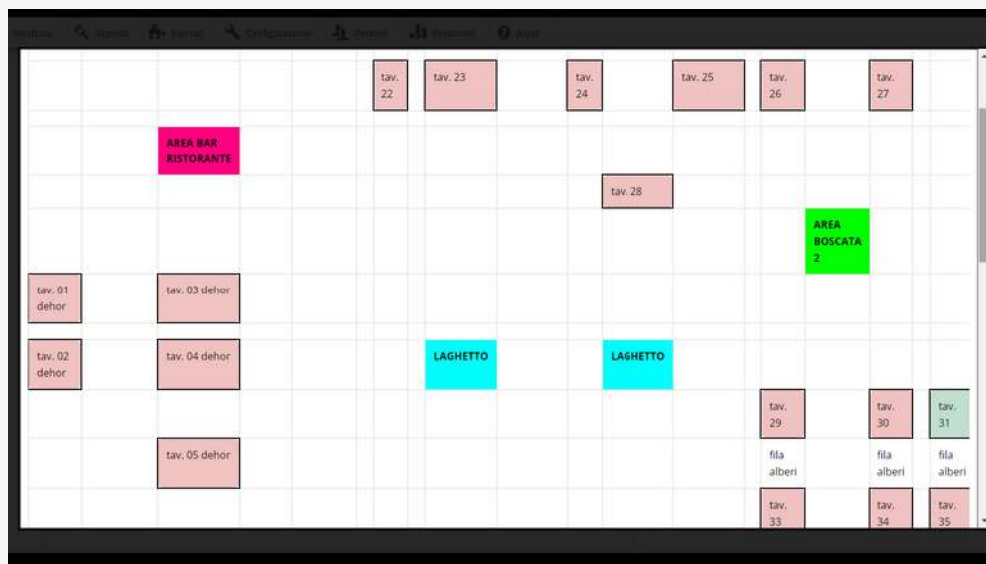 tav. 22
tav. 23
tav. 24
tav. 25
tav. 26
tav. 27
AREA BAR
RISTORANTE
tav. 28
AREA
BOSCATA
2
tav. 01
dehor
tav. 03 dehor
tav. 02
dehor
tav. 04 dehor
LAGHETTO
LAGHETTO
tav.
29
tav.
30
tav.
31
tav. 05 dehor
fila
alberi
fila
alberi
fila
alberi
tav.
33
tav.
34
tav.
35